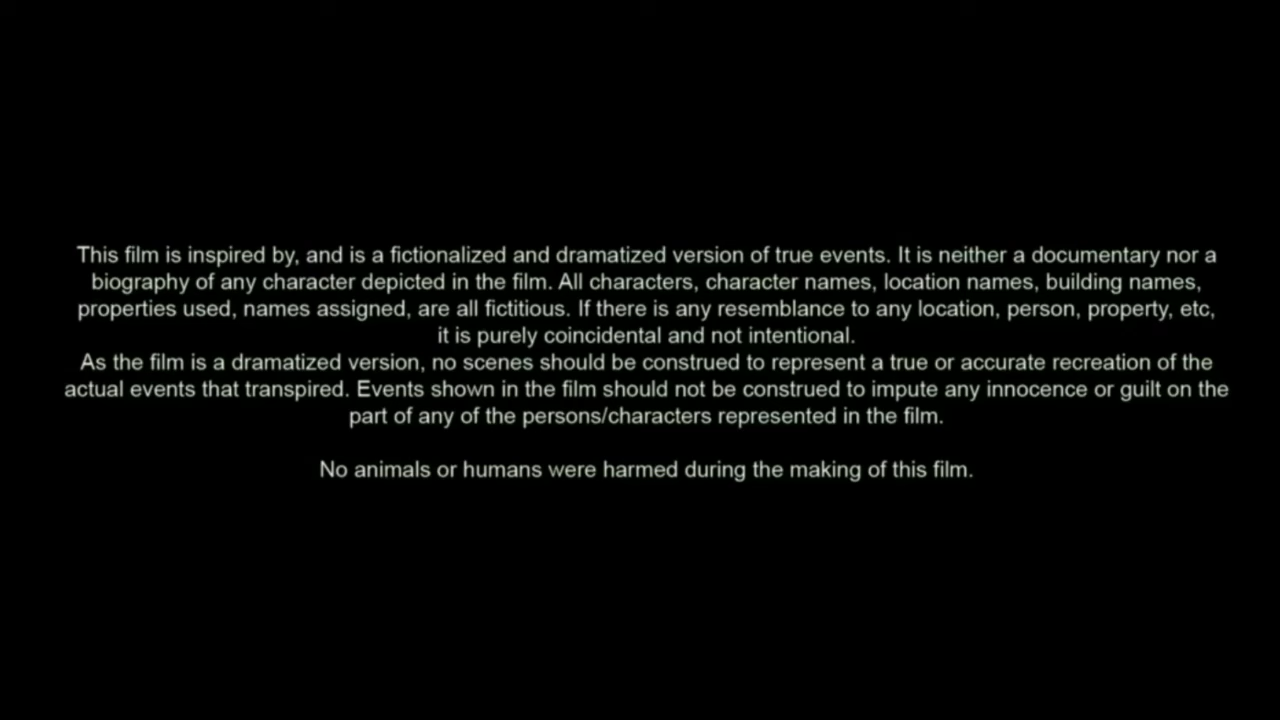 This film is inspired by, and is a fictionalized and dramatized version of true events. It is neither a documentary nor a
biography of any character depicted in the film. All characters, character names, location names, building names,
properties used, names assigned, are all fictitious. If there is any resemblance to any location, person, property, etc,
it is purely coincidental and not intentional.
As the film is a dramatized version, no scenes should be construed to represent a true or accurate recreation of the
actual events that transpired. Events shown in the film should not be construed to impute any innocence or guilt on the
part of any of the persons/characters represented in the film.
No animals or humans were harmed during the making of this film.